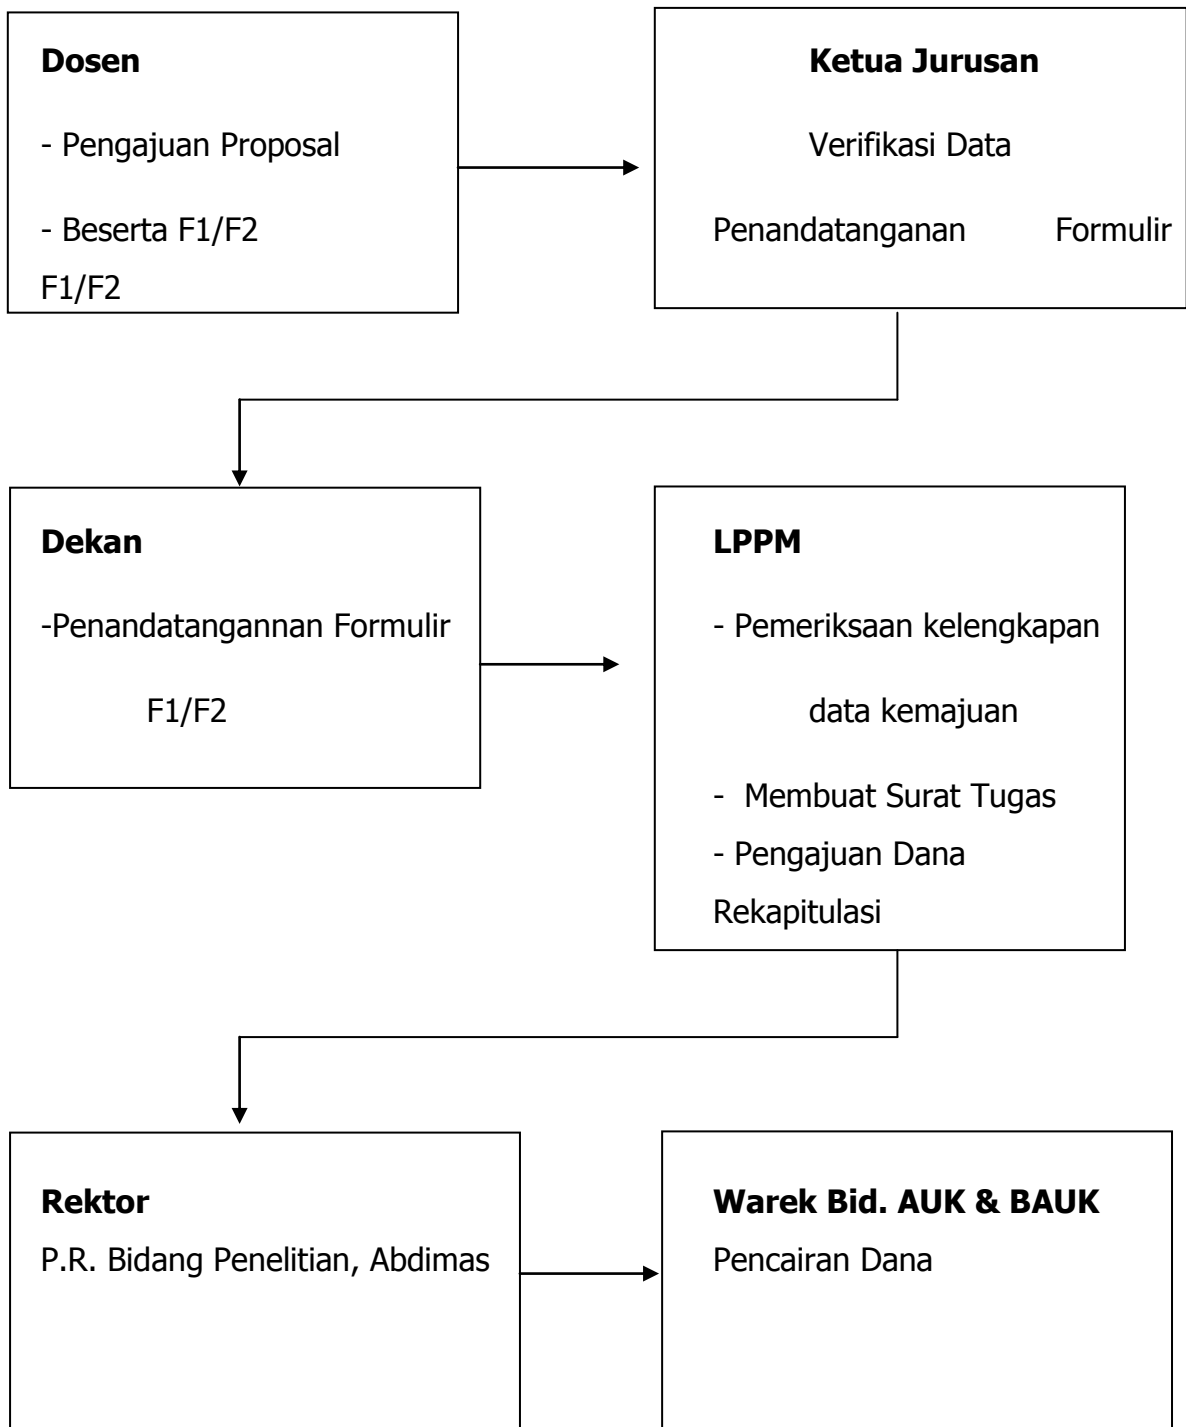 Dosen
- Pengajuan Proposal
- Beserta F1/F2
F1/F2
Ketua Jurusan
Verifikasi Data
Penandatanganan Formulir
Dekan
-Penandatangannan Formulir
F1/F2
LPPM
- Pemeriksaan kelengkapan
data kemajuan
- Membuat Surat Tugas
- Pengajuan Dana
Rekapitulasi
Rektor
P.R. Bidang Penelitian, Abdimas
Warek Bid. AUK & BAUK
Pencairan Dana